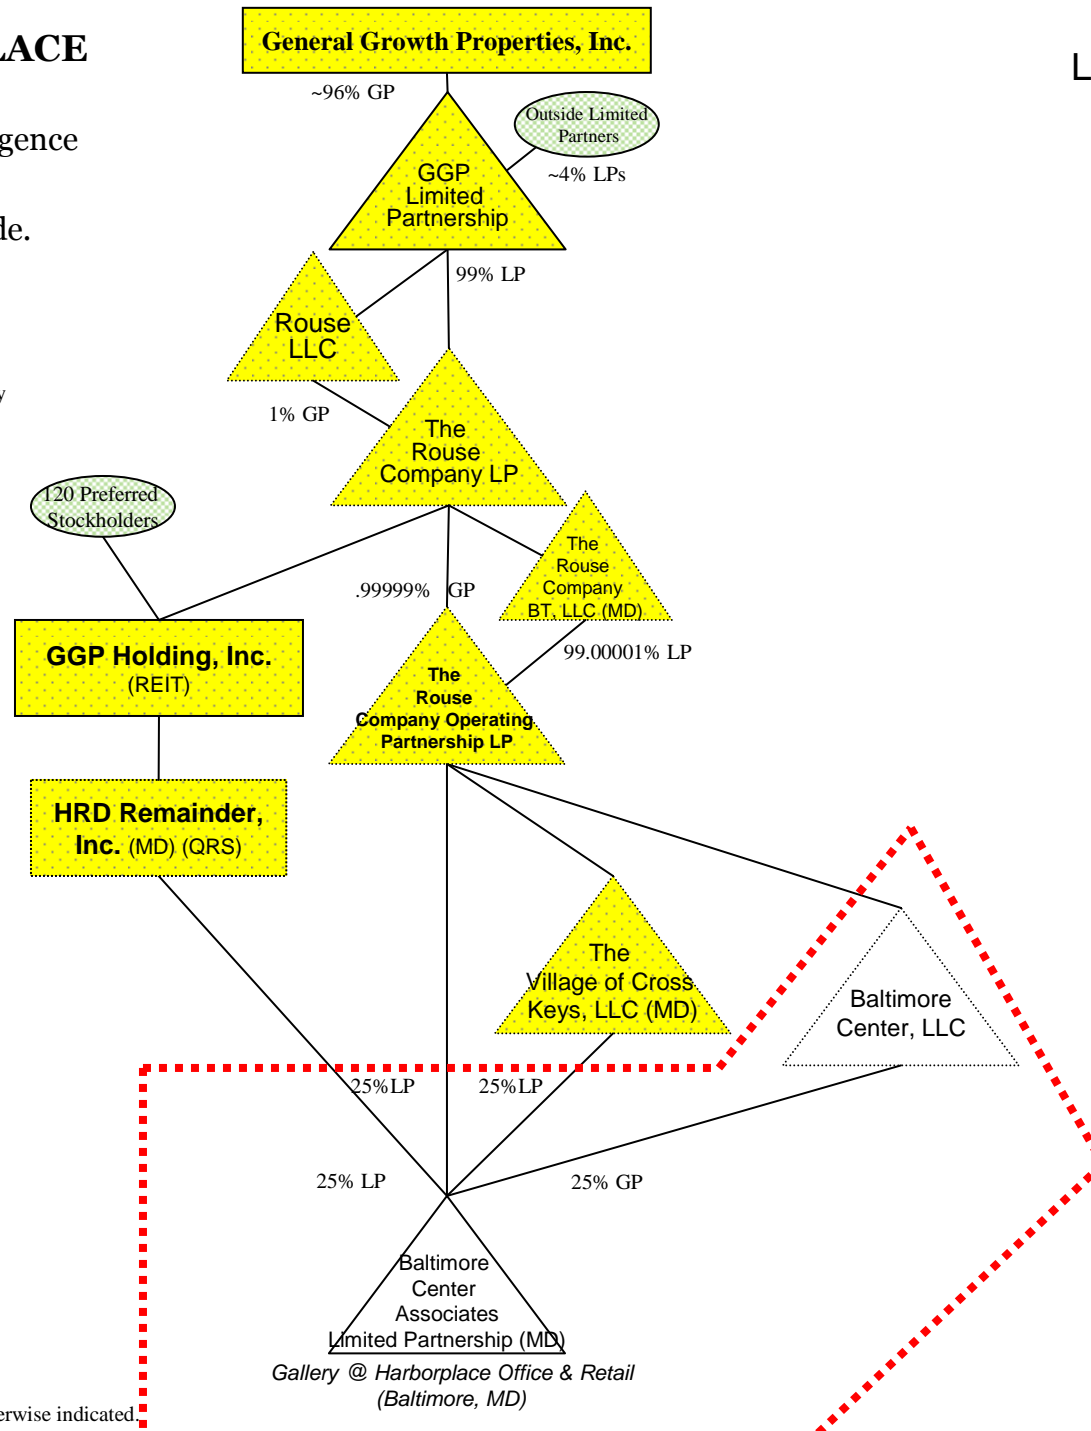 General Growth Properties, Inc.
LACE
L
~96% GP
Outside Limited
Partners
gence
GGP
Limited
Partnership
~4% LPs
de.
99% LP
Rouse
LLC
y
1% GP
The
Rouse
Company LP
120 Preferred
Stockholders
The
Rouse
Company
BT, LLC (MD)
.99999% GP
99.00001% LP
GGP Holding, Inc.
(REIT)
The
Rouse
Company Operating
Partnership LP
HRD Remainder,
Inc. (MD) (QRS)
The
Village of Cross
Keys, LLC (MD)
Baltimore
Center, LLC
25%LP
25%LP
25% LP
25% GP
Baltimore
Center
Associates
Limited Partnership (MD)
Gallery @ Harborplace Office & Retail
(Baltimore, MD)
erwise indicated.